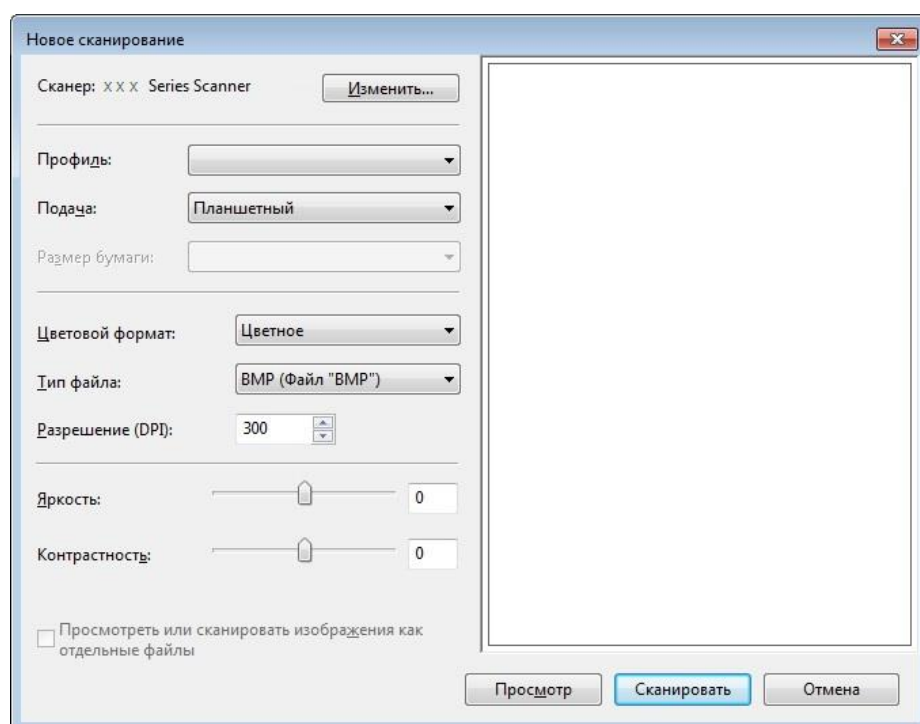 Новое сканирование
Сканер: x x x Series Scanner
Изменить...
Профиль:
Подача: Планшетный
Размер бумаги:
Цветовой формат: Цветное
Тип файла: BMP (Файл "BMP")
Разрешение (DPI): 300
Яркость: 0
Контрастность: 0
Просмотреть или сканировать изображения как
отдельные файлы
Просмотр Сканировать Отмена